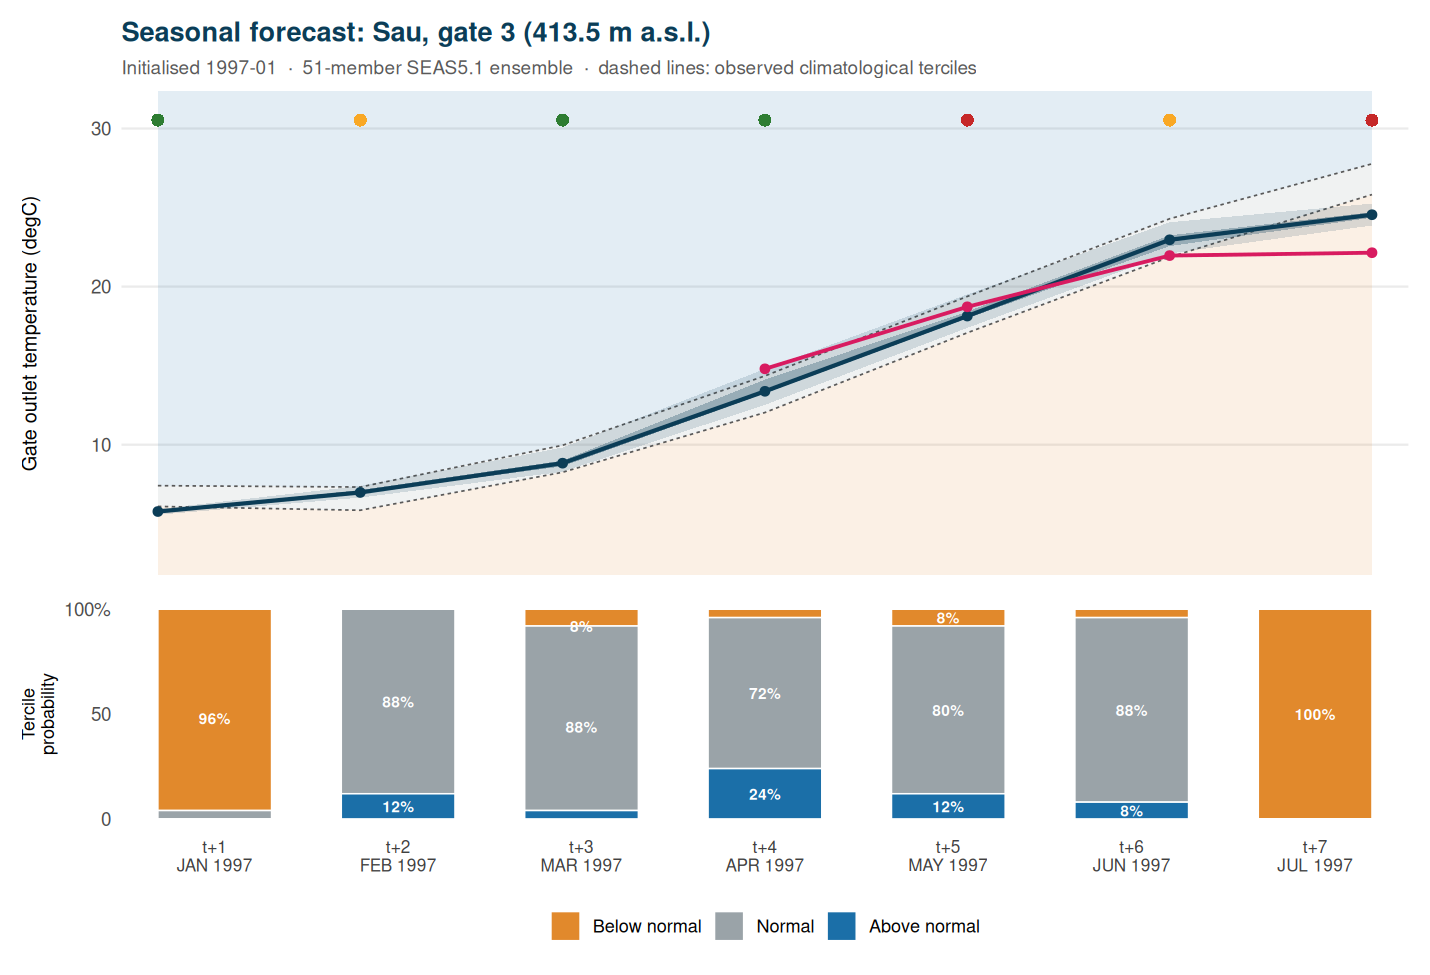 Seasonal forecast: Sau, gate 3 (413.5 m a.s.l.)
Initialised 1997-01 · 51-member SEAS5.1 ensemble · dashed lines: observed climatological terciles
Gate outlet temperature (degC)
30
20
10
Tercile
probability
100%
50
0
96%
88%
12%
8%
88%
72%
24%
8%
80%
12%
88%
8%
100%
t+1
JAN 1997
t+2
FEB 1997
t+3
MAR 1997
t+4
APR 1997
t+5
MAY 1997
t+6
JUN 1997
t+7
JUL 1997
Below normal
Normal
Above normal